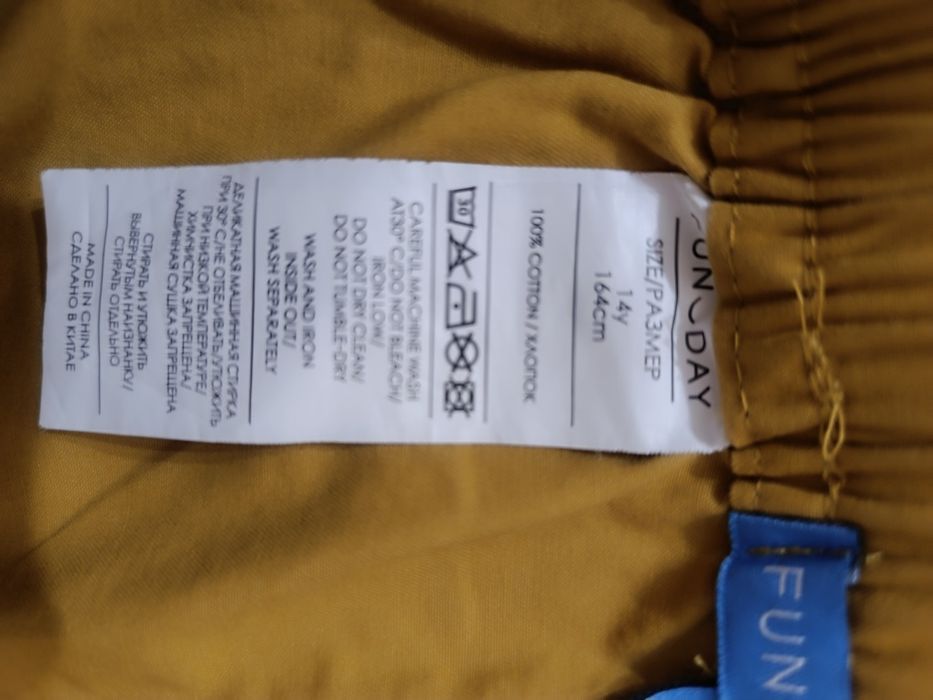 FUN DAY
SIZE/РАЗМЕР
14y
164cm
100% COTTON / ХЛОПОК
30
CAREFUL MACHINE WASH
AT30° C/DO NOT BLEACH/
IRON LOW/
DO NOT DRY CLEAN/
DO NOT TUMBLE-DRY
WASH AND IRON
INSIDE OUT/
WASH SEPARATELY
ДЕЛИКАТНАЯ МАШИННАЯ СТИРКА
ПРИ 30° С/НЕ ОТБЕЛИВАТЬ/УТЮЖИТЬ
ПРИ НИЗКОЙ ТЕМПЕРАТУРЕ/
ХИМЧИСТКА ЗАПРЕЩЕНА/
МАШИННАЯ СУШКА ЗАПРЕЩЕНА
СТИРАТЬ И УТЮЖИТЬ
ВЫВЕРНУТЫМ НАИЗНАНКУ/
СТИРАТЬ ОТДЕЛЬНО
MADE IN CHINA
СДЕЛАНО В КИТАЕ
FUN